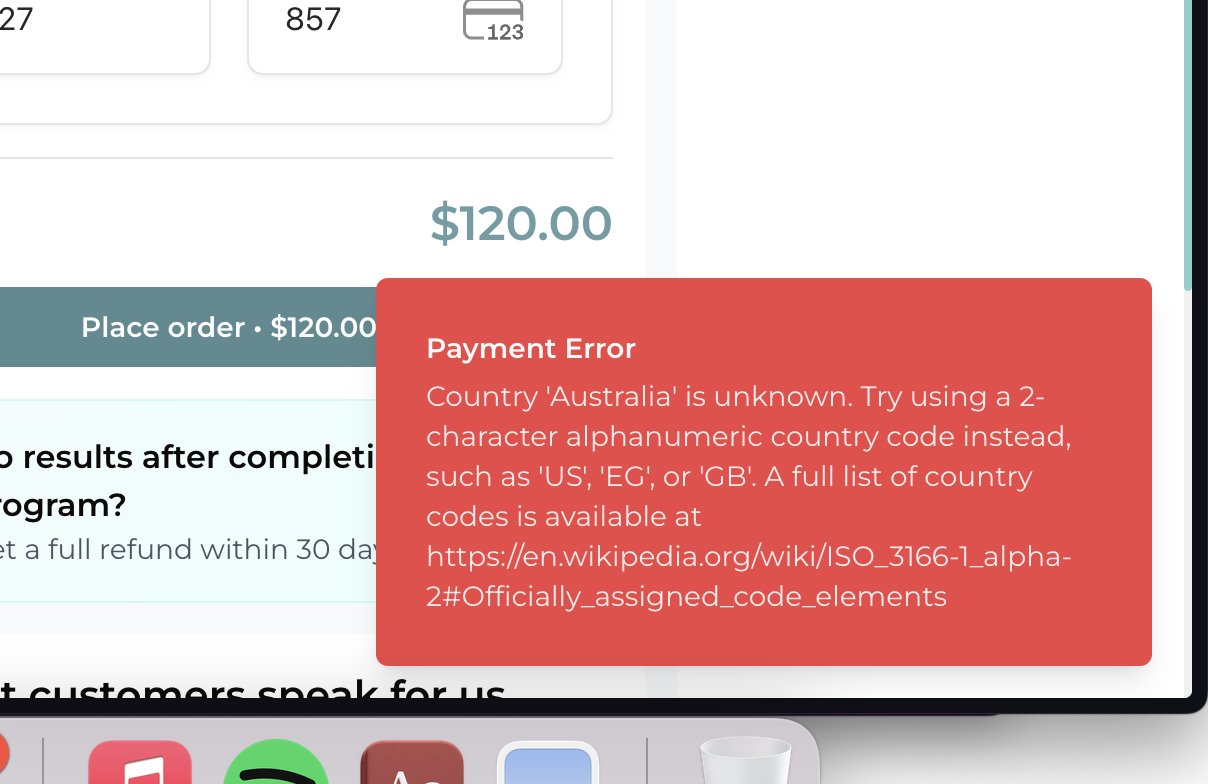 27
857
123
$120.00
Place order • $120.00
Payment Error
Country 'Australia' is unknown. Try using a 2-
character alphanumeric country code instead,
such as 'US', 'EG', or 'GB'. A full list of country
codes is available at
https://en.wikipedia.org/wiki/ISO_3166-1_alpha-
2#Officially_assigned_code_elements
results after completi
rogram?
et a full refund within 30 day
t customers speak for us